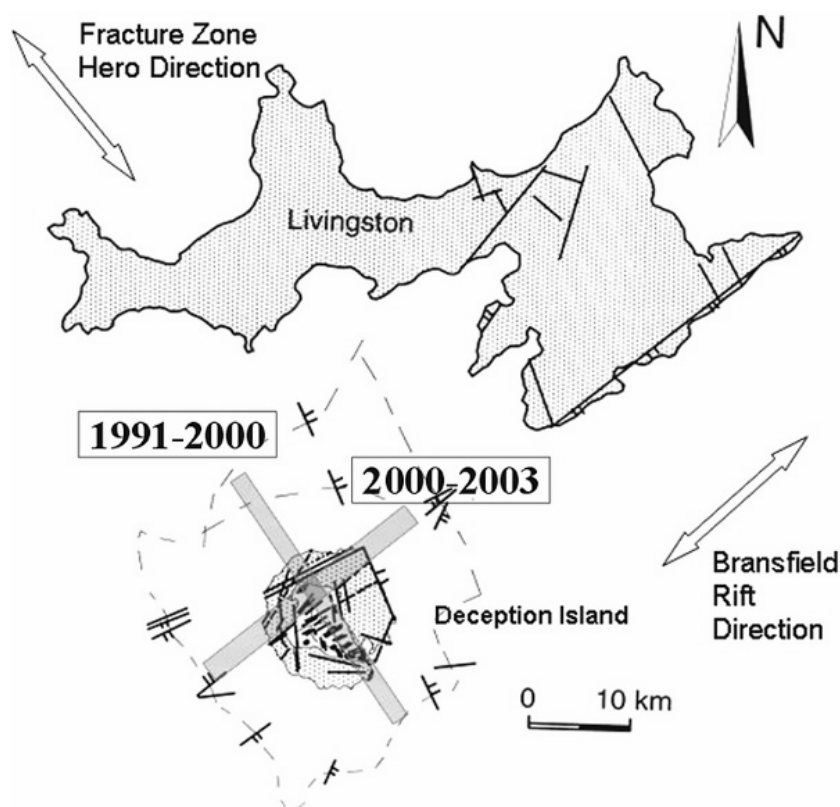 Fracture Zone
Hero Direction
N
Livingston
1991-2000
2000-2003
Bransfield
Rift
Direction
Deception Island
0 10 km